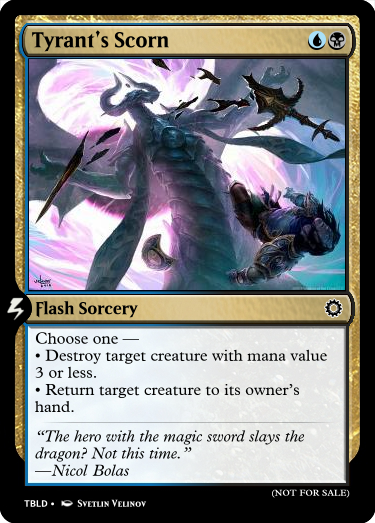 Tyrant's Scorn
Flash Sorcery
Choose one —
• Destroy target creature with mana value
3 or less.
• Return target creature to its owner's
hand.
“The hero with the magic sword slays the
dragon? Not this time.”
—Nicol Bolas
(NOT FOR SALE)
TBLD • Svetlin Velinov